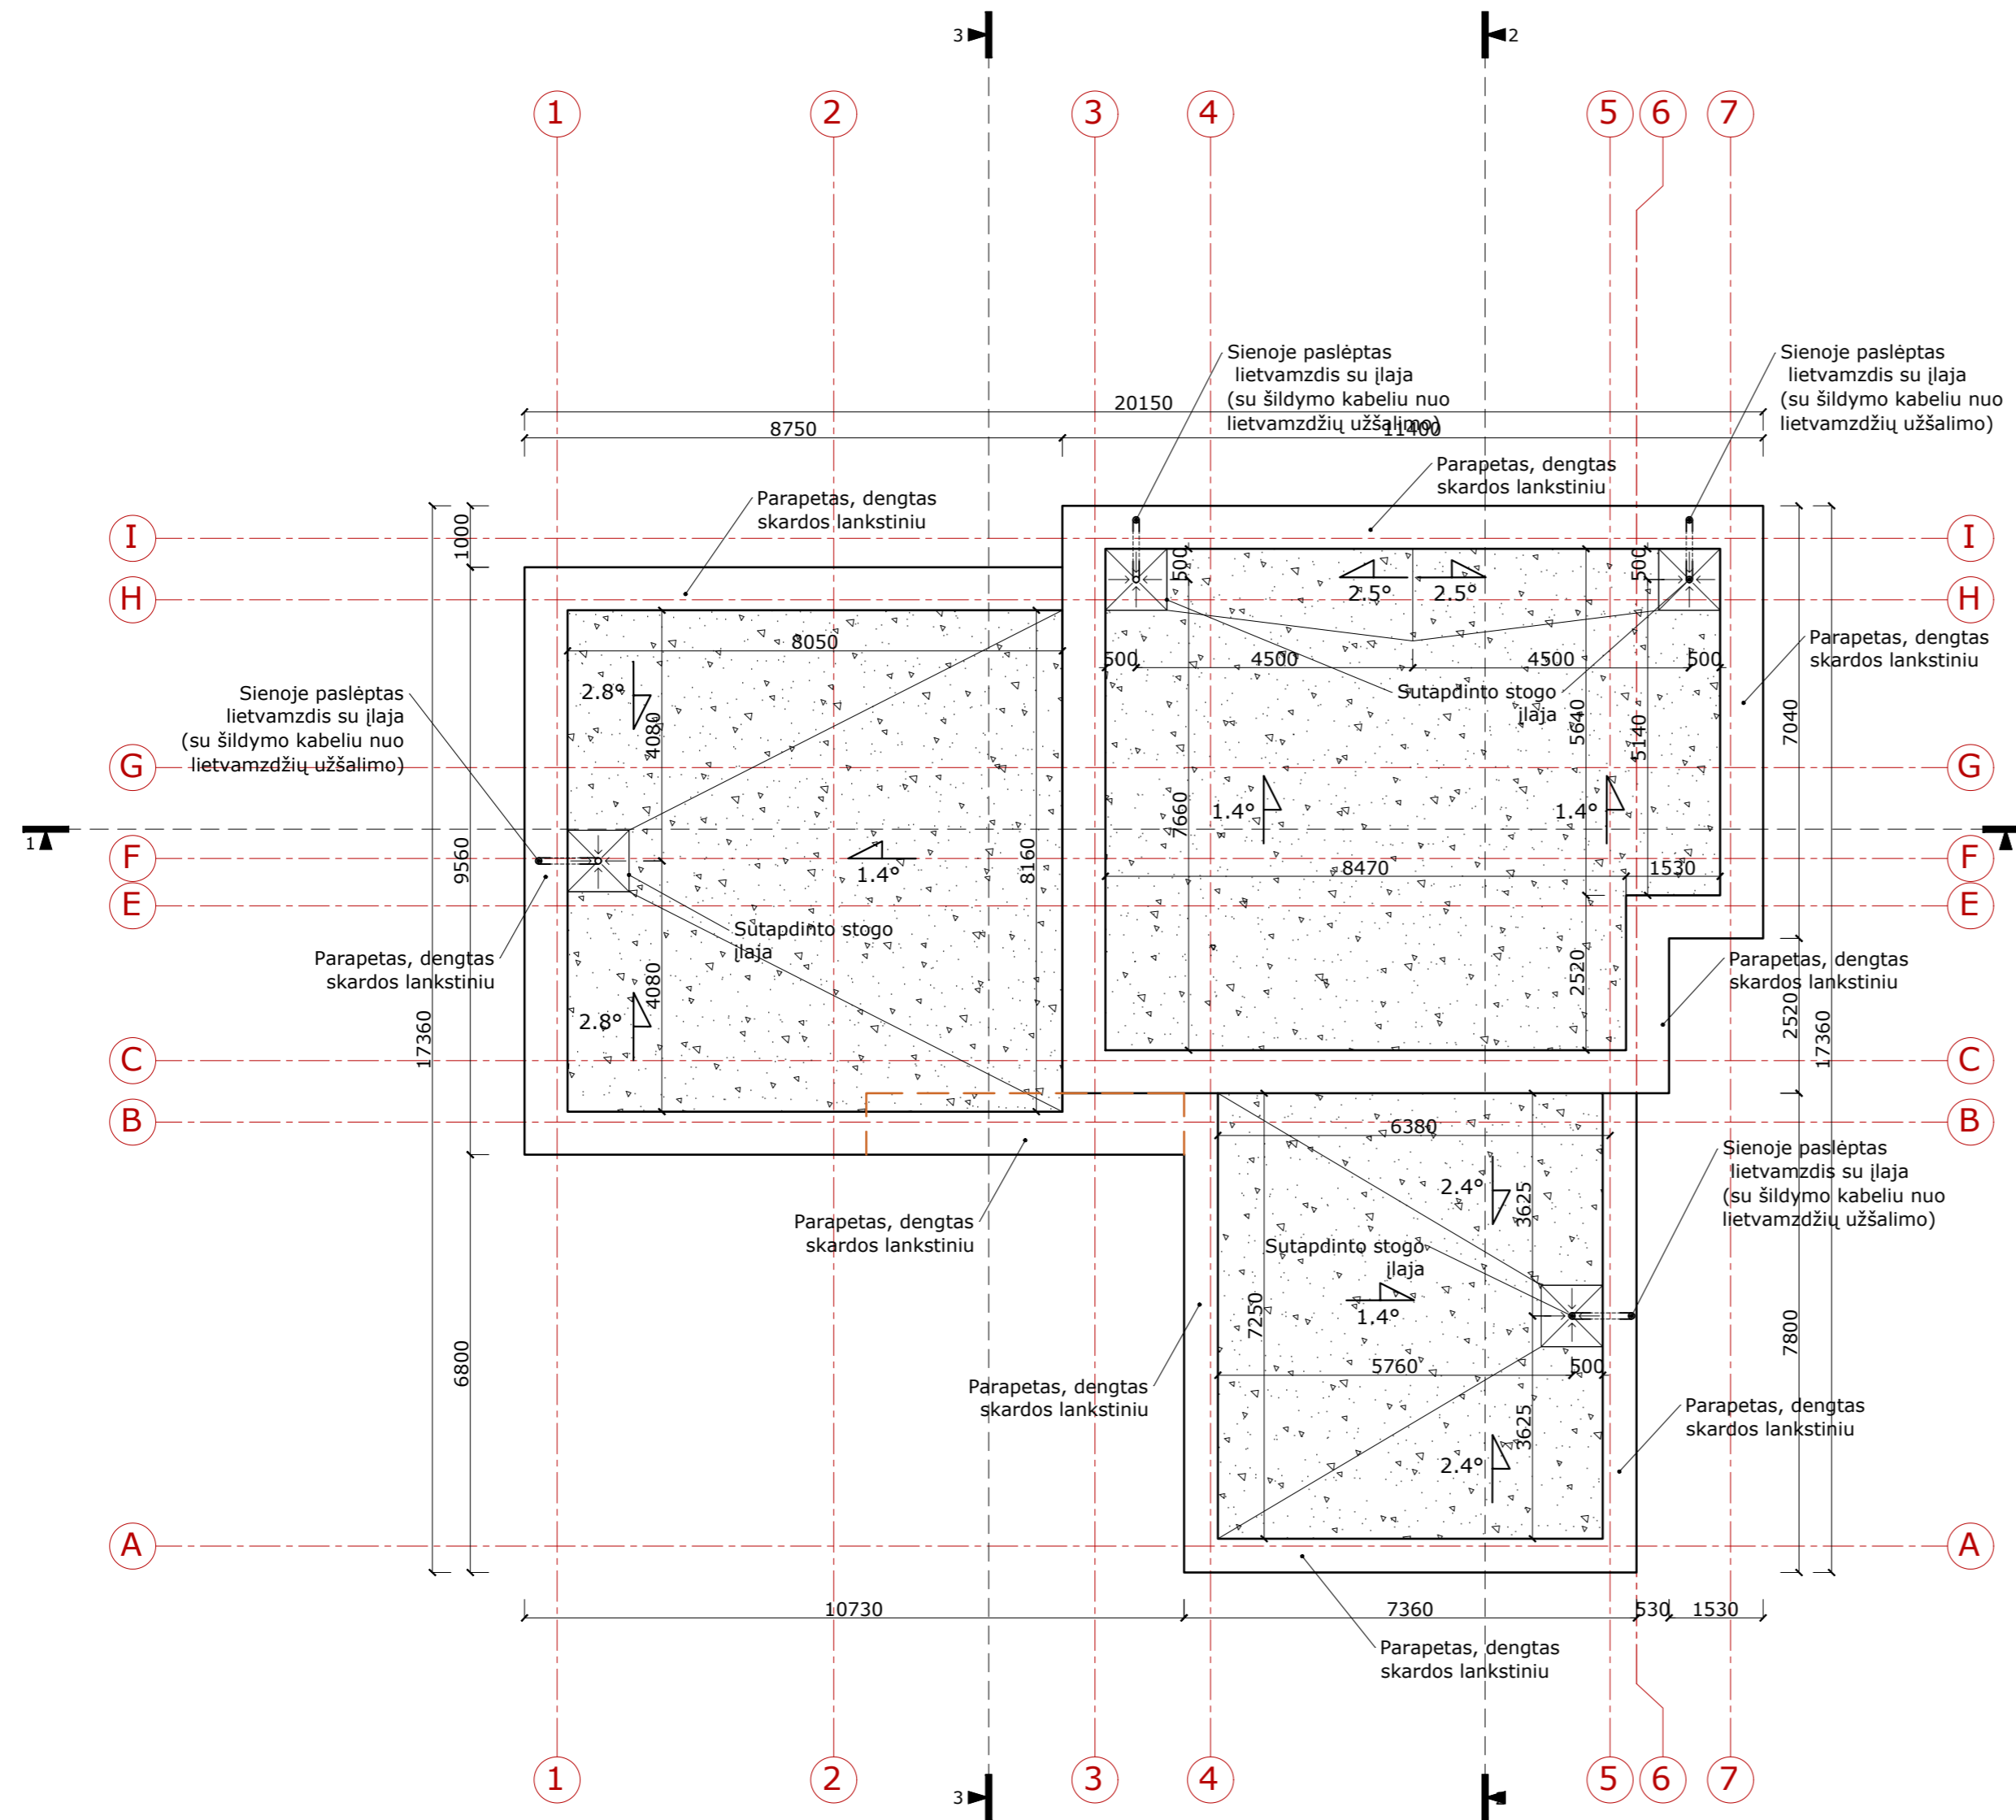 3
2
1
2
3
4
5
6
7
Sienoje paslėptas
lietvamzdis su įlaja
(su šildymo kabeliu nuo
lietvamzdžių užšalimo)
Sienoje paslėptas
lietvamzdis su įlaja
(su šildymo kabeliu nuo
lietvamzdžių užšalimo)
20150
8750
11400
Parapetas, dengtas
skardos lankstiniu
Parapetas, dengtas
skardos lankstiniu
I
1000
500
500
I
H
2.5°
2.5°
H
8050
500
4500
4500
500
Parapetas, dengtas
skardos lankstiniu
Sienoje paslėptas
lietvamzdis su įlaja
(su šildymo kabeliu nuo
lietvamzdžių užšalimo)
2.8°
4080
Sutapdinto stogo
įlaja
5640
5140
7040
G
G
1.4°
7660
1.4°
1
F
9560
1.4°
8160
8470
1530
F
E
E
Sutapdinto stogo
įlaja
Parapetas, dengtas
skardos lankstiniu
4080
2520
Parapetas, dengtas
skardos lankstiniu
2520
2.8°
17360
17360
C
C
B
6380
B
Sienoje paslėptas
lietvamzdis su įlaja
(su šildymo kabeliu nuo
lietvamzdžių užšalimo)
2.4°
3625
Parapetas, dengtas
skardos lankstiniu
Sutapdinto stogo
įlaja
7250
1.4°
7800
6800
5760
500
Parapetas, dengtas
skardos lankstiniu
Parapetas, dengtas
skardos lankstiniu
3625
2.4°
A
A
10730
7360
530
1530
Parapetas, dengtas
skardos lankstiniu
1
2
3
4
5
6
7
3